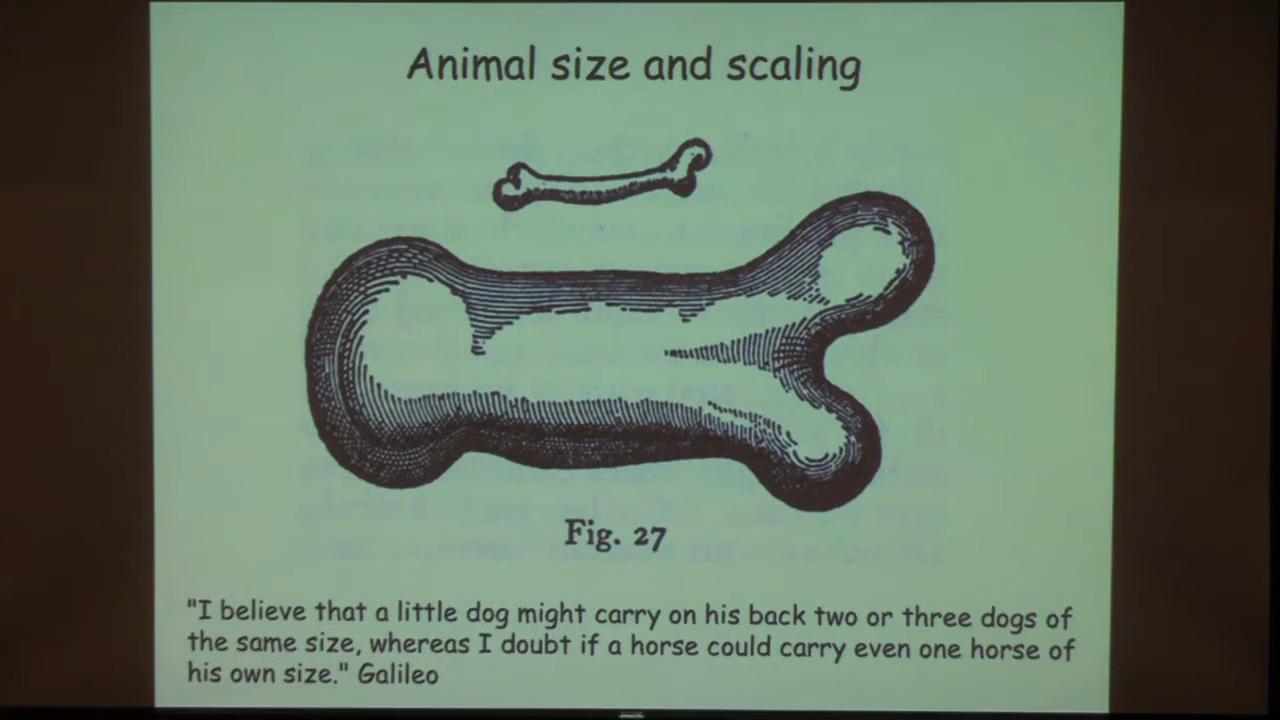 Animal size and scaling
Fig. 27
"I believe that a little dog might carry on his back two or three dogs of
the same size, whereas I doubt if a horse could carry even one horse of
his own size." Galileo